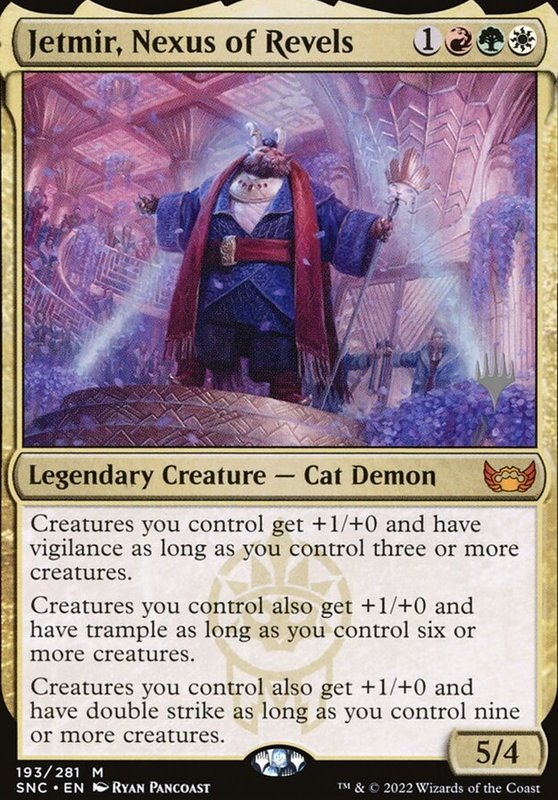 Jetmir, Nexus of Revels 1
Legendary Creature — Cat Demon
Creatures you control get +1/+0 and have
vigilance as long as you control three or more
creatures.
Creatures you control also get +1/+0 and
have trample as long as you control six or
more creatures.
Creatures you control also get +1/+0 and
have double strike as long as you control nine
or more creatures.
5/4
193/281 M
SNC • EN Ryan Pancoast
™ & © 2022 Wizards of the Coast